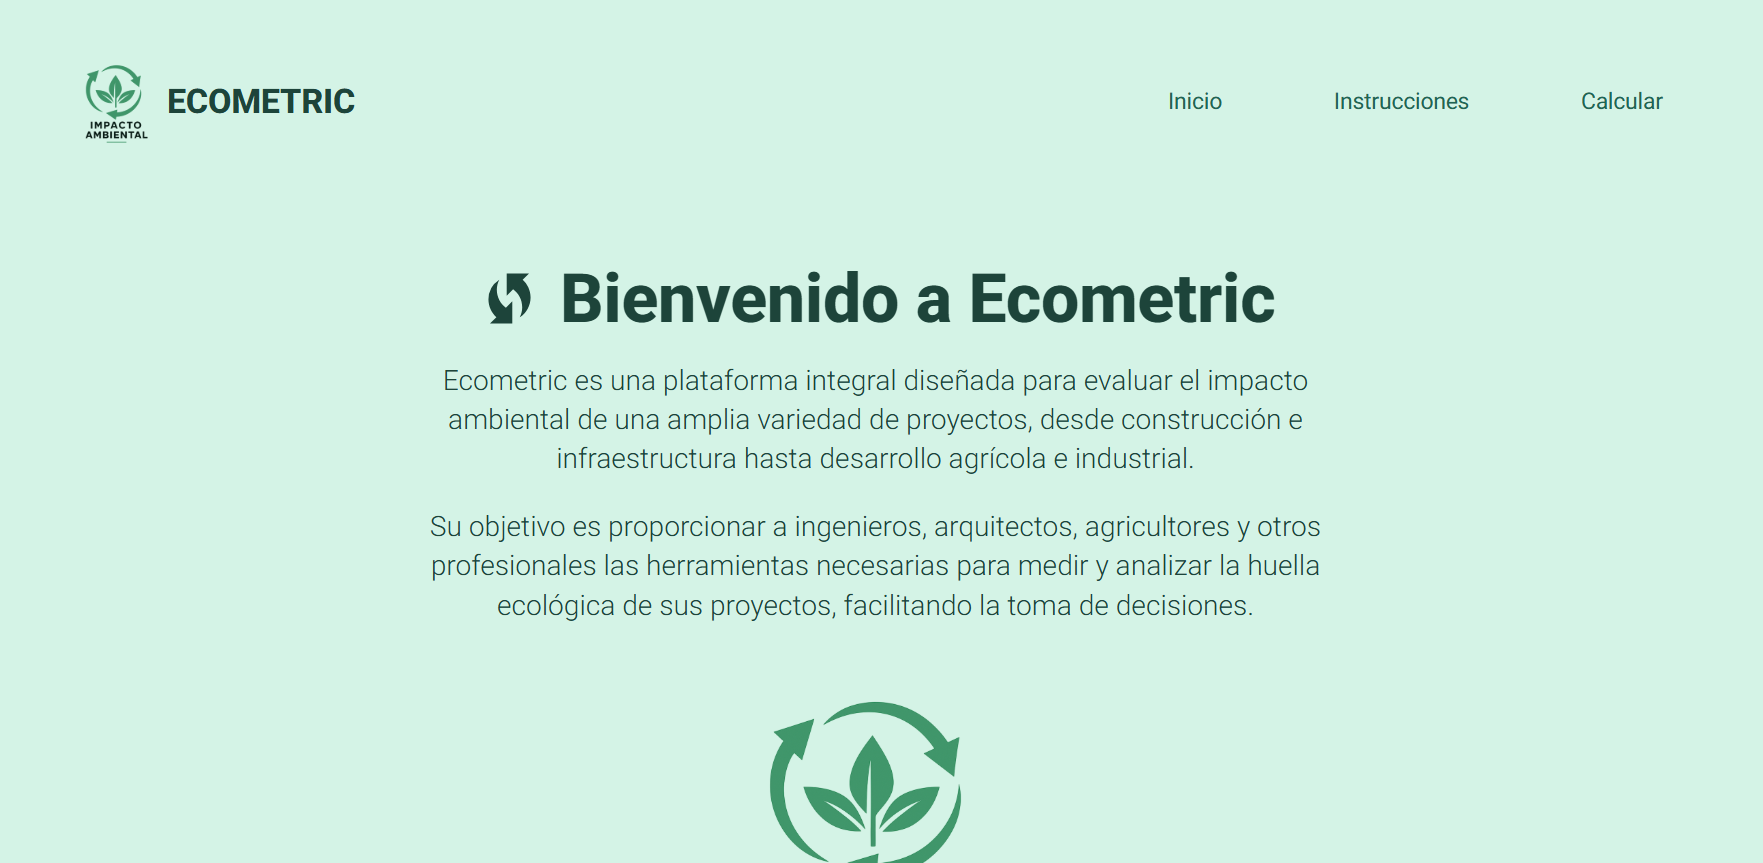 IMPACTO
AMBIENTAL
ECOMETRIC
Inicio
Instrucciones
Calcular
Bienvenido a Ecometric
Ecometric es una plataforma integral diseñada para evaluar el impacto
ambiental de una amplia variedad de proyectos, desde construcción e
infraestructura hasta desarrollo agrícola e industrial.
Su objetivo es proporcionar a ingenieros, arquitectos, agricultores y otros
profesionales las herramientas necesarias para medir y analizar la huella
ecológica de sus proyectos, facilitando la toma de decisiones.